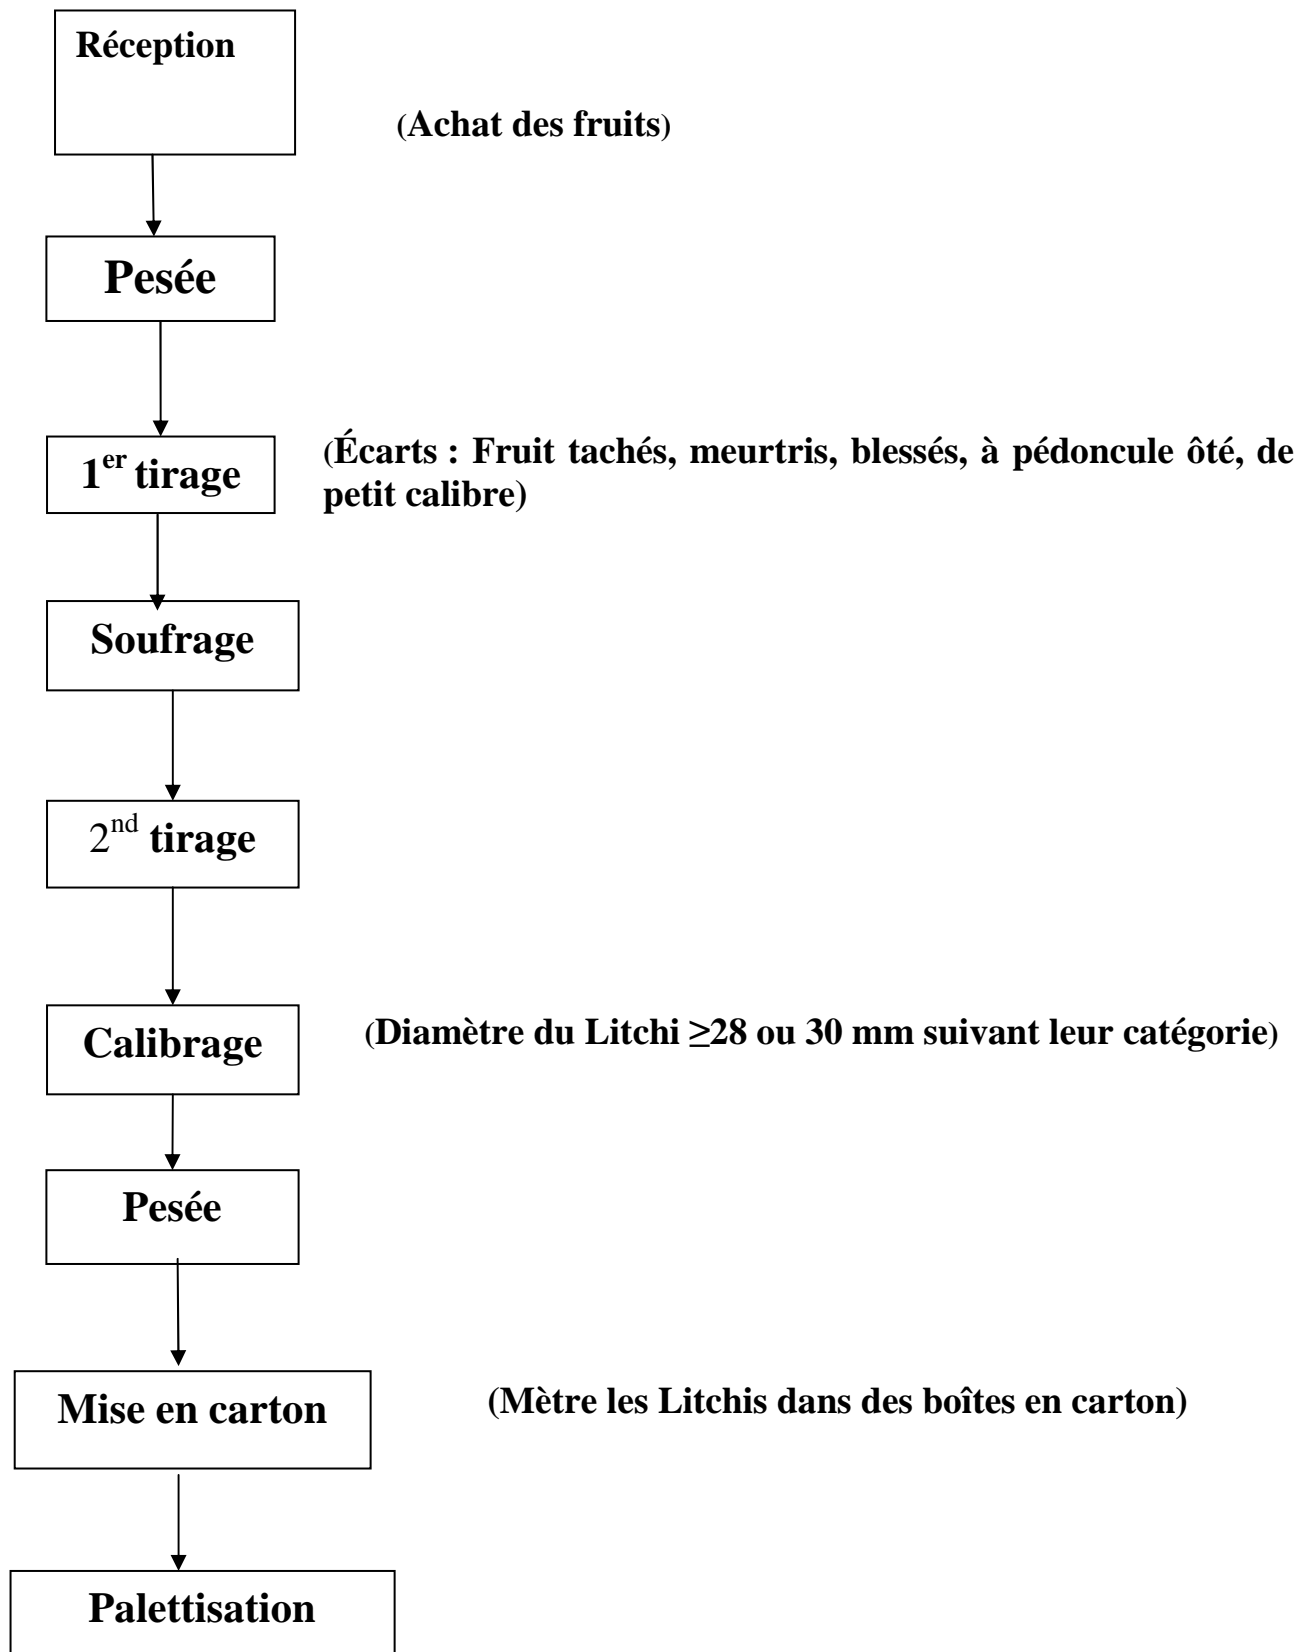 Réception
(Achat des fruits)
Pesée
1er tirage
(Écarts : Fruit tachés, meurtris, blessés, à pédoncule ôté, de
petit calibre)
Soufrage
2nd tirage
Calibrage
(Diamètre du Litchi ≥28 ou 30 mm suivant leur catégorie)
Pesée
Mise en carton
(Mètre les Litchis dans des boîtes en carton)
Palettisation